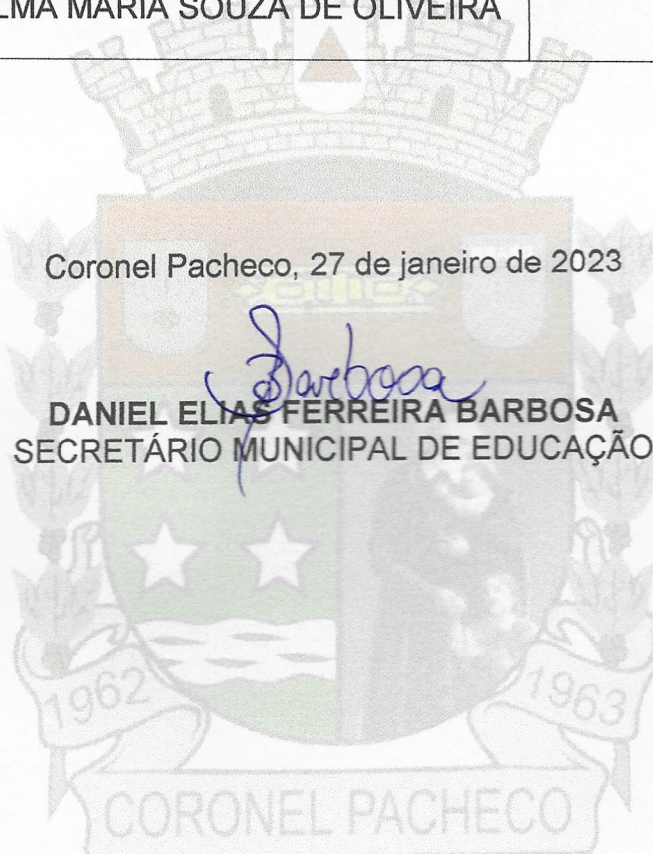 LMA MARIA SOUZA DE OLIVEIRA
Coronel Pacheco, 27 de janeiro de 2023
Barbosa
DANIEL ELIAS FERREIRA BARBOSA
SECRETÁRIO MUNICIPAL DE EDUCAÇÃO
1962
1963
CORONEL PACHECO